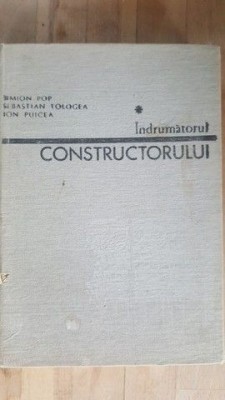 SIMION POP
SEBASTIAN TOLOGEA
ION PUICEA
*
Îndrumătorul
CONSTRUCTORULUI